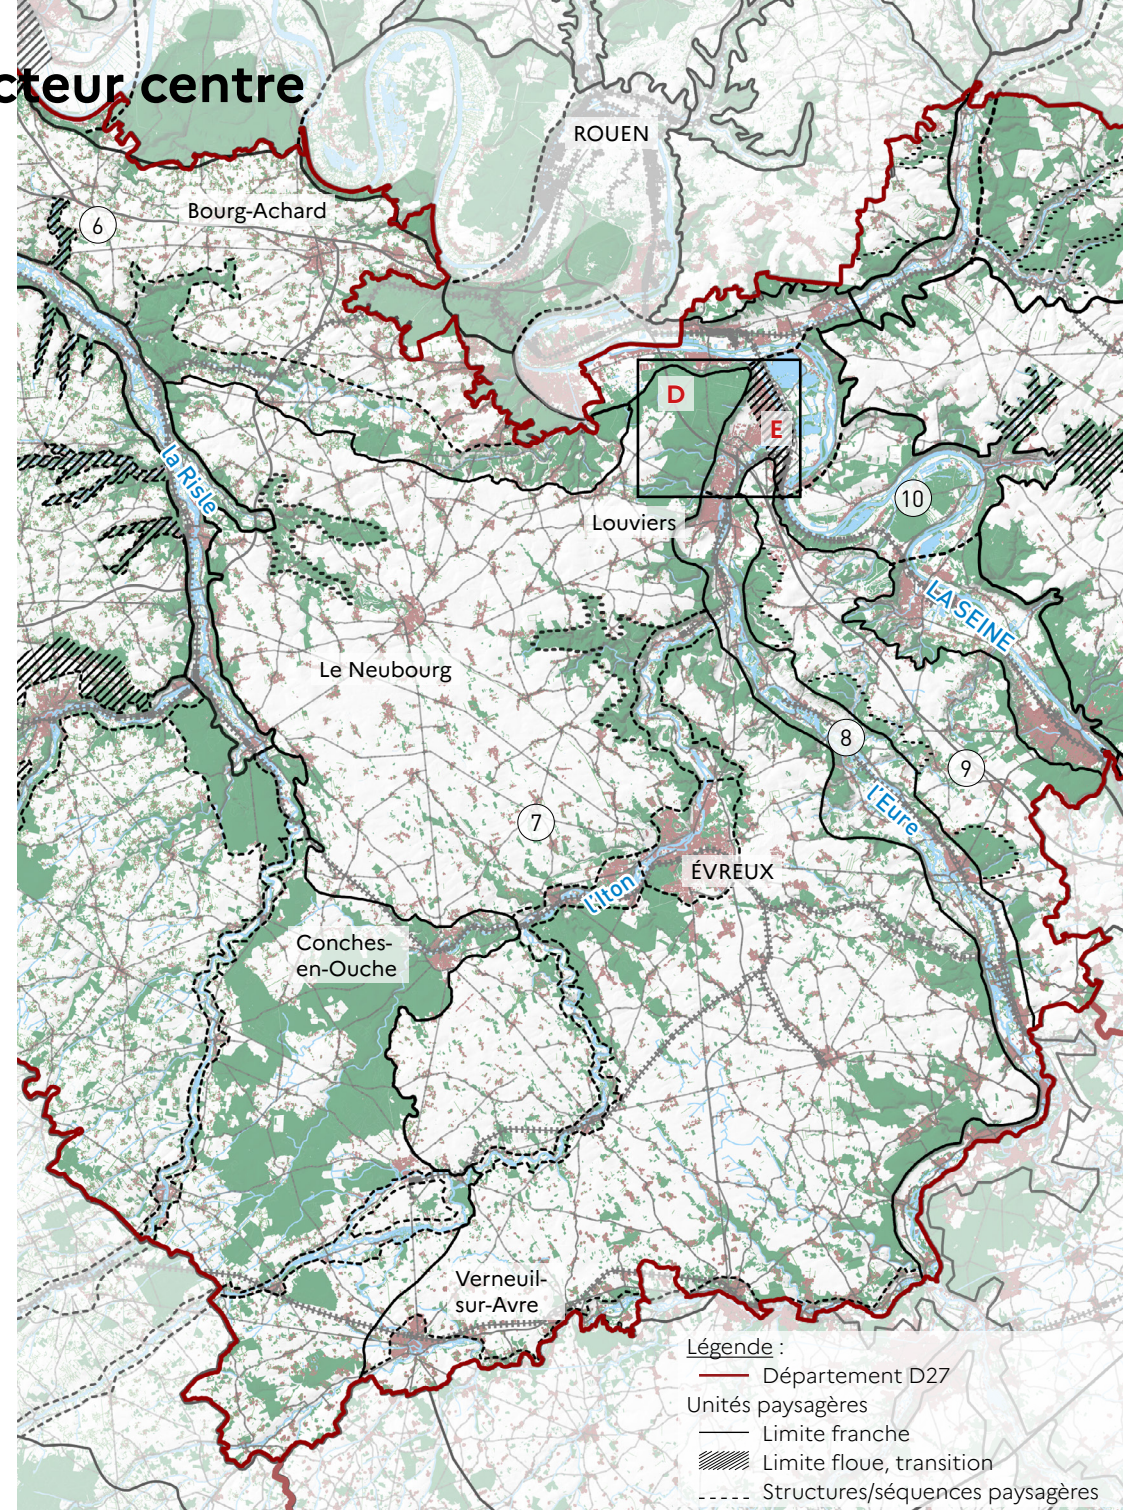 cteur centre
ROUEN
Bourg-Achard
6
D
E
la Risle
10
Louviers
LA SEINE
Le Neubourg
8
9
l'Eure
7
ÉVREUX
l'Iton
Conches-
en-Ouche
Verneuil-
sur-Avre
Légende :
Département D27
Unités paysagères
Limite franche
Limite floue, transition
Structures/séquences paysagères